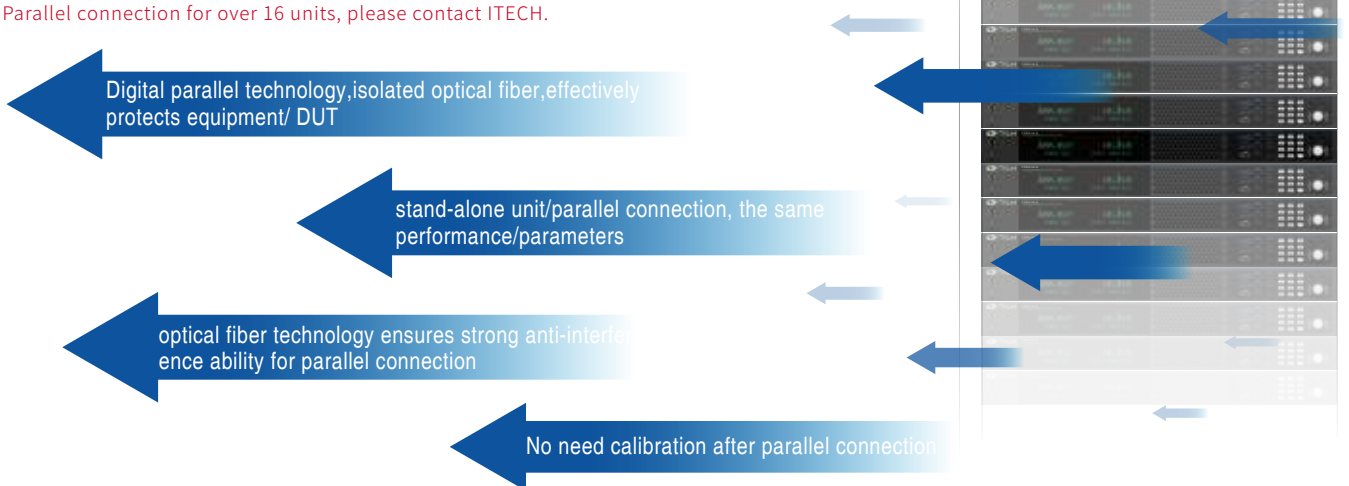 Parallel connection for over 16 units, please contact ITECH.
Digital parallel technology,isolated optical fiber,effectively
protects equipment/ DUT
stand-alone unit/parallel connection, the same
performance/parameters
optical fiber technology ensures strong anti-interfer
ence ability for parallel connection
No need calibration after parallel connection